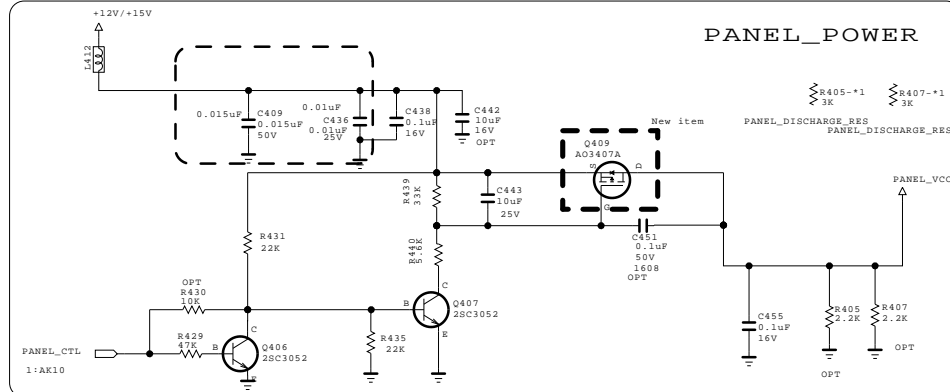 +12V/+15V
PANEL_POWER
L412
0.015uF
C409
0.015uF
50V
0.01uF
C436
0.01uF
25V
C438
0.1uF
16V
C442
10uF
16V
OPT
New item
R405-*1
3K
R407-*1
3K
PANEL_DISCHARGE_RES
PANEL_DISCHARGE_RES
Q409
AO3407A
S
D
G
PANEL_VCC
R439
33K
C443
10uF
25V
R431
22K
R440
5.6K
C451
0.1uF
50V
1608
OPT
OPT
R430
10K
C
B
Q407
2SC3052
E
R429
47K
PANEL_CTL
1:AK10
C
B
Q406
2SC3052
E
R435
22K
C455
0.1uF
16V
R405
2.2K
OPT
R407
2.2K
OPT